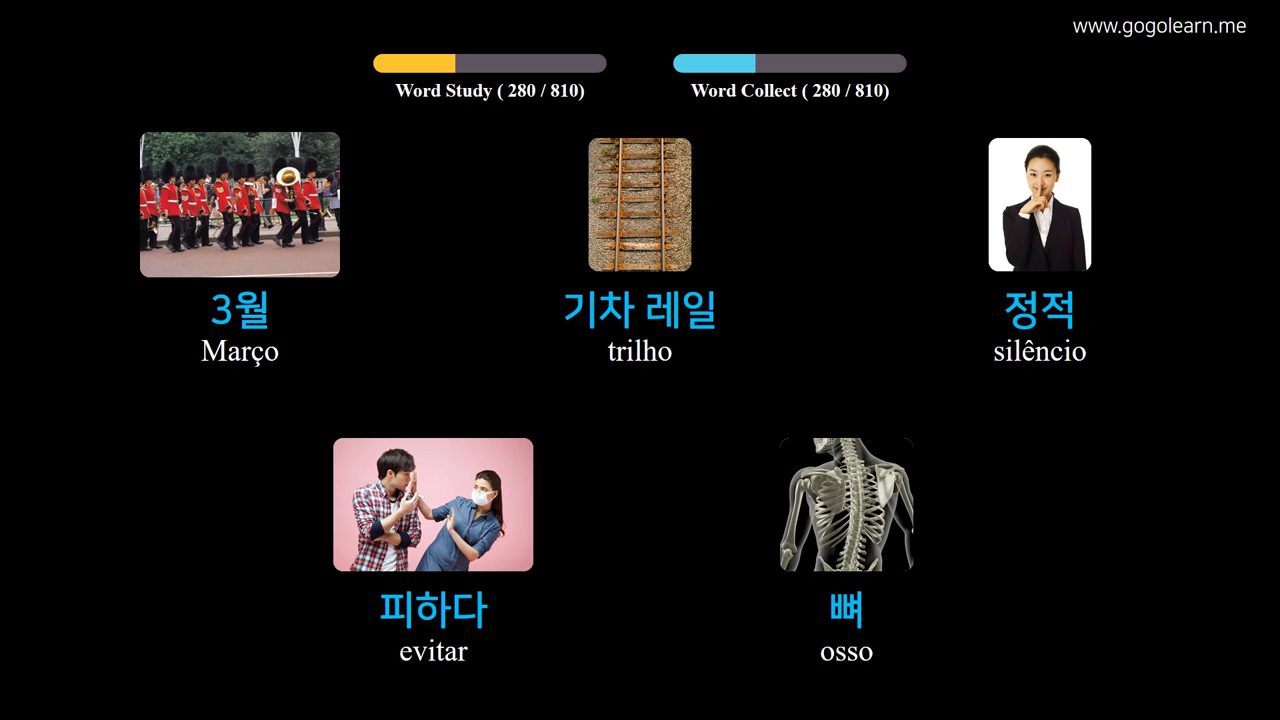 www.gogolearn.me
Word Study ( 280 / 810)
Word Collect ( 280 / 810)
3월
Março
기차 레일
trilho
정적
silêncio
피하다
evitar
뼈
osso